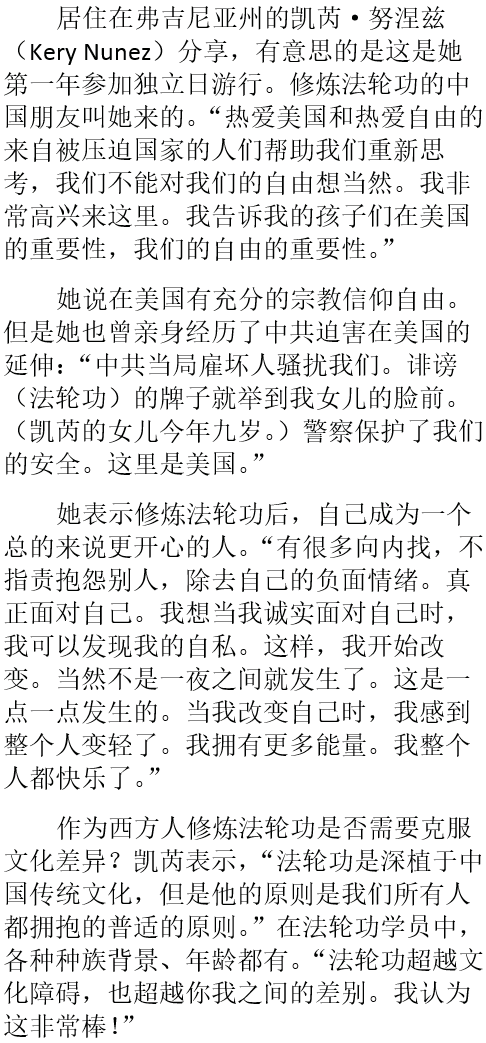 居住在弗吉尼亚州的凯芮·努涅兹
（Kery Nunez）分享，有意思的是这是她
第一年参加独立日游行。修炼法轮功的中
国朋友叫她来的。“热爱美国和热爱自由的
来自被压迫国家的人们帮助我们重新思
考，我们不能对我们的自由想当然。我非
常高兴来这里。我告诉我的孩子们在美国
的重要性，我们的自由的重要性。”
她说在美国有充分的宗教信仰自由。
但是她也曾亲身经历了中共迫害在美国的
延伸：“中共当局雇坏人骚扰我们。诽谤
（法轮功）的牌子就举到我女儿的脸前。
（凯芮的女儿今年九岁。）警察保护了我们
的安全。这里是美国。”
她表示修炼法轮功后，自己成为一个
总的来说更开心的人。“有很多向内找，不
指责抱怨别人，除去自己的负面情绪。真
正面对自己。我想当我诚实面对自己时，
我可以发现我的自私。这样，我开始改
变。当然不是一夜之间就发生了。这是一
点一点发生的。当我改变自己时，我感到
整个人变轻了。我拥有更多能量。我整个
人都快乐了。”
作为西方人修炼法轮功是否需要克服
文化差异？凯芮表示，“法轮功是深植于中
国传统文化，但是他的原则是我们所有人
都拥抱的普适的原则。”在法轮功学员中，
各种种族背景、年龄都有。“法轮功超越文
化障碍，也超越你我之间的差别。我认为
这非常棒！”